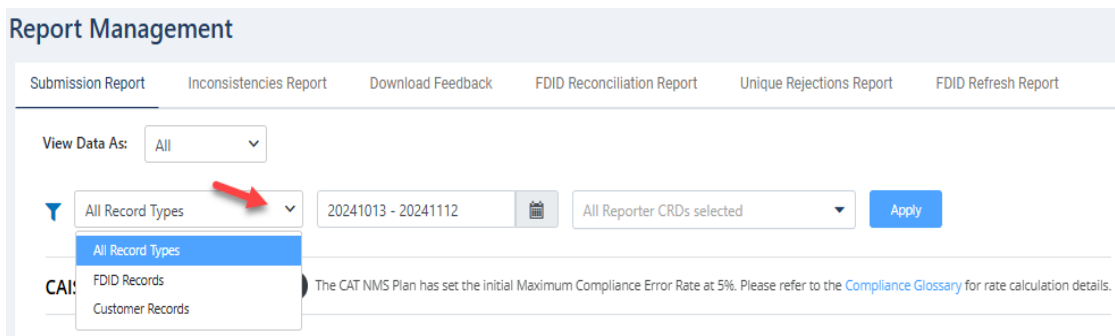 Report Management
Submission Report Inconsistencies Report Download Feedback FDID Reconciliation Report Unique Rejections Report FDID Refresh Report
View Data As: All
All Record Types 20241013 - 20241112 All Reporter CRDs selected Apply
All Record Types
FDID Records
Customer Records
CAIS The CAT NMS Plan has set the initial Maximum Compliance Error Rate at 5%. Please refer to the Compliance Glossary for rate calculation details.